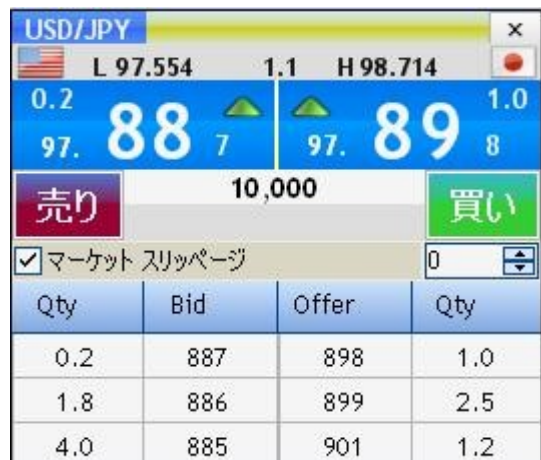 USD/JPY x
L 97.554 1.1 H 98.714
0.2 1.0
97. 88 7 97. 89 8
売り 10,000 買い
マーケット スリッページ 0
Qty Bid Offer Qty
0.2 887 898 1.0
1.8 886 899 2.5
4.0 885 901 1.2